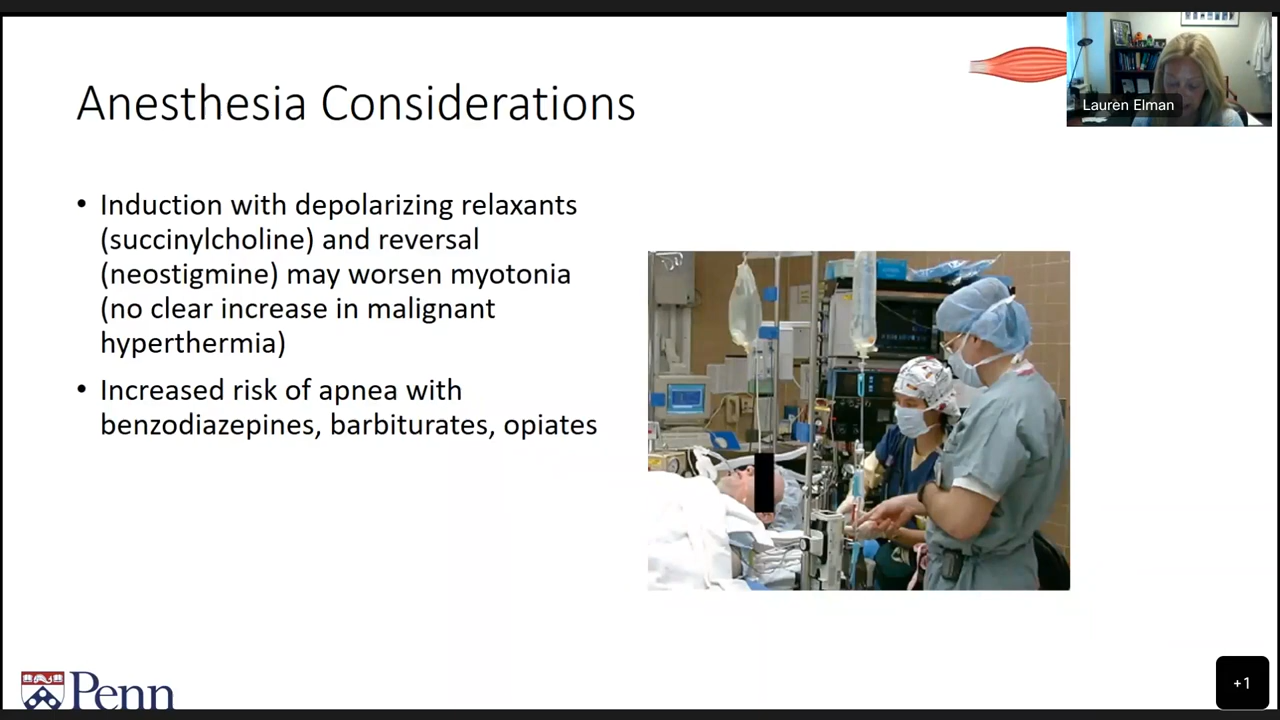 Anesthesia Considerations
Lauren Elman
• Induction with depolarizing relaxants
(succinylcholine) and reversal
(neostigmine) may worsen myotonia
(no clear increase in malignant
hyperthermia)
• Increased risk of apnea with
benzodiazepines, barbiturates, opiates
Penn
+1